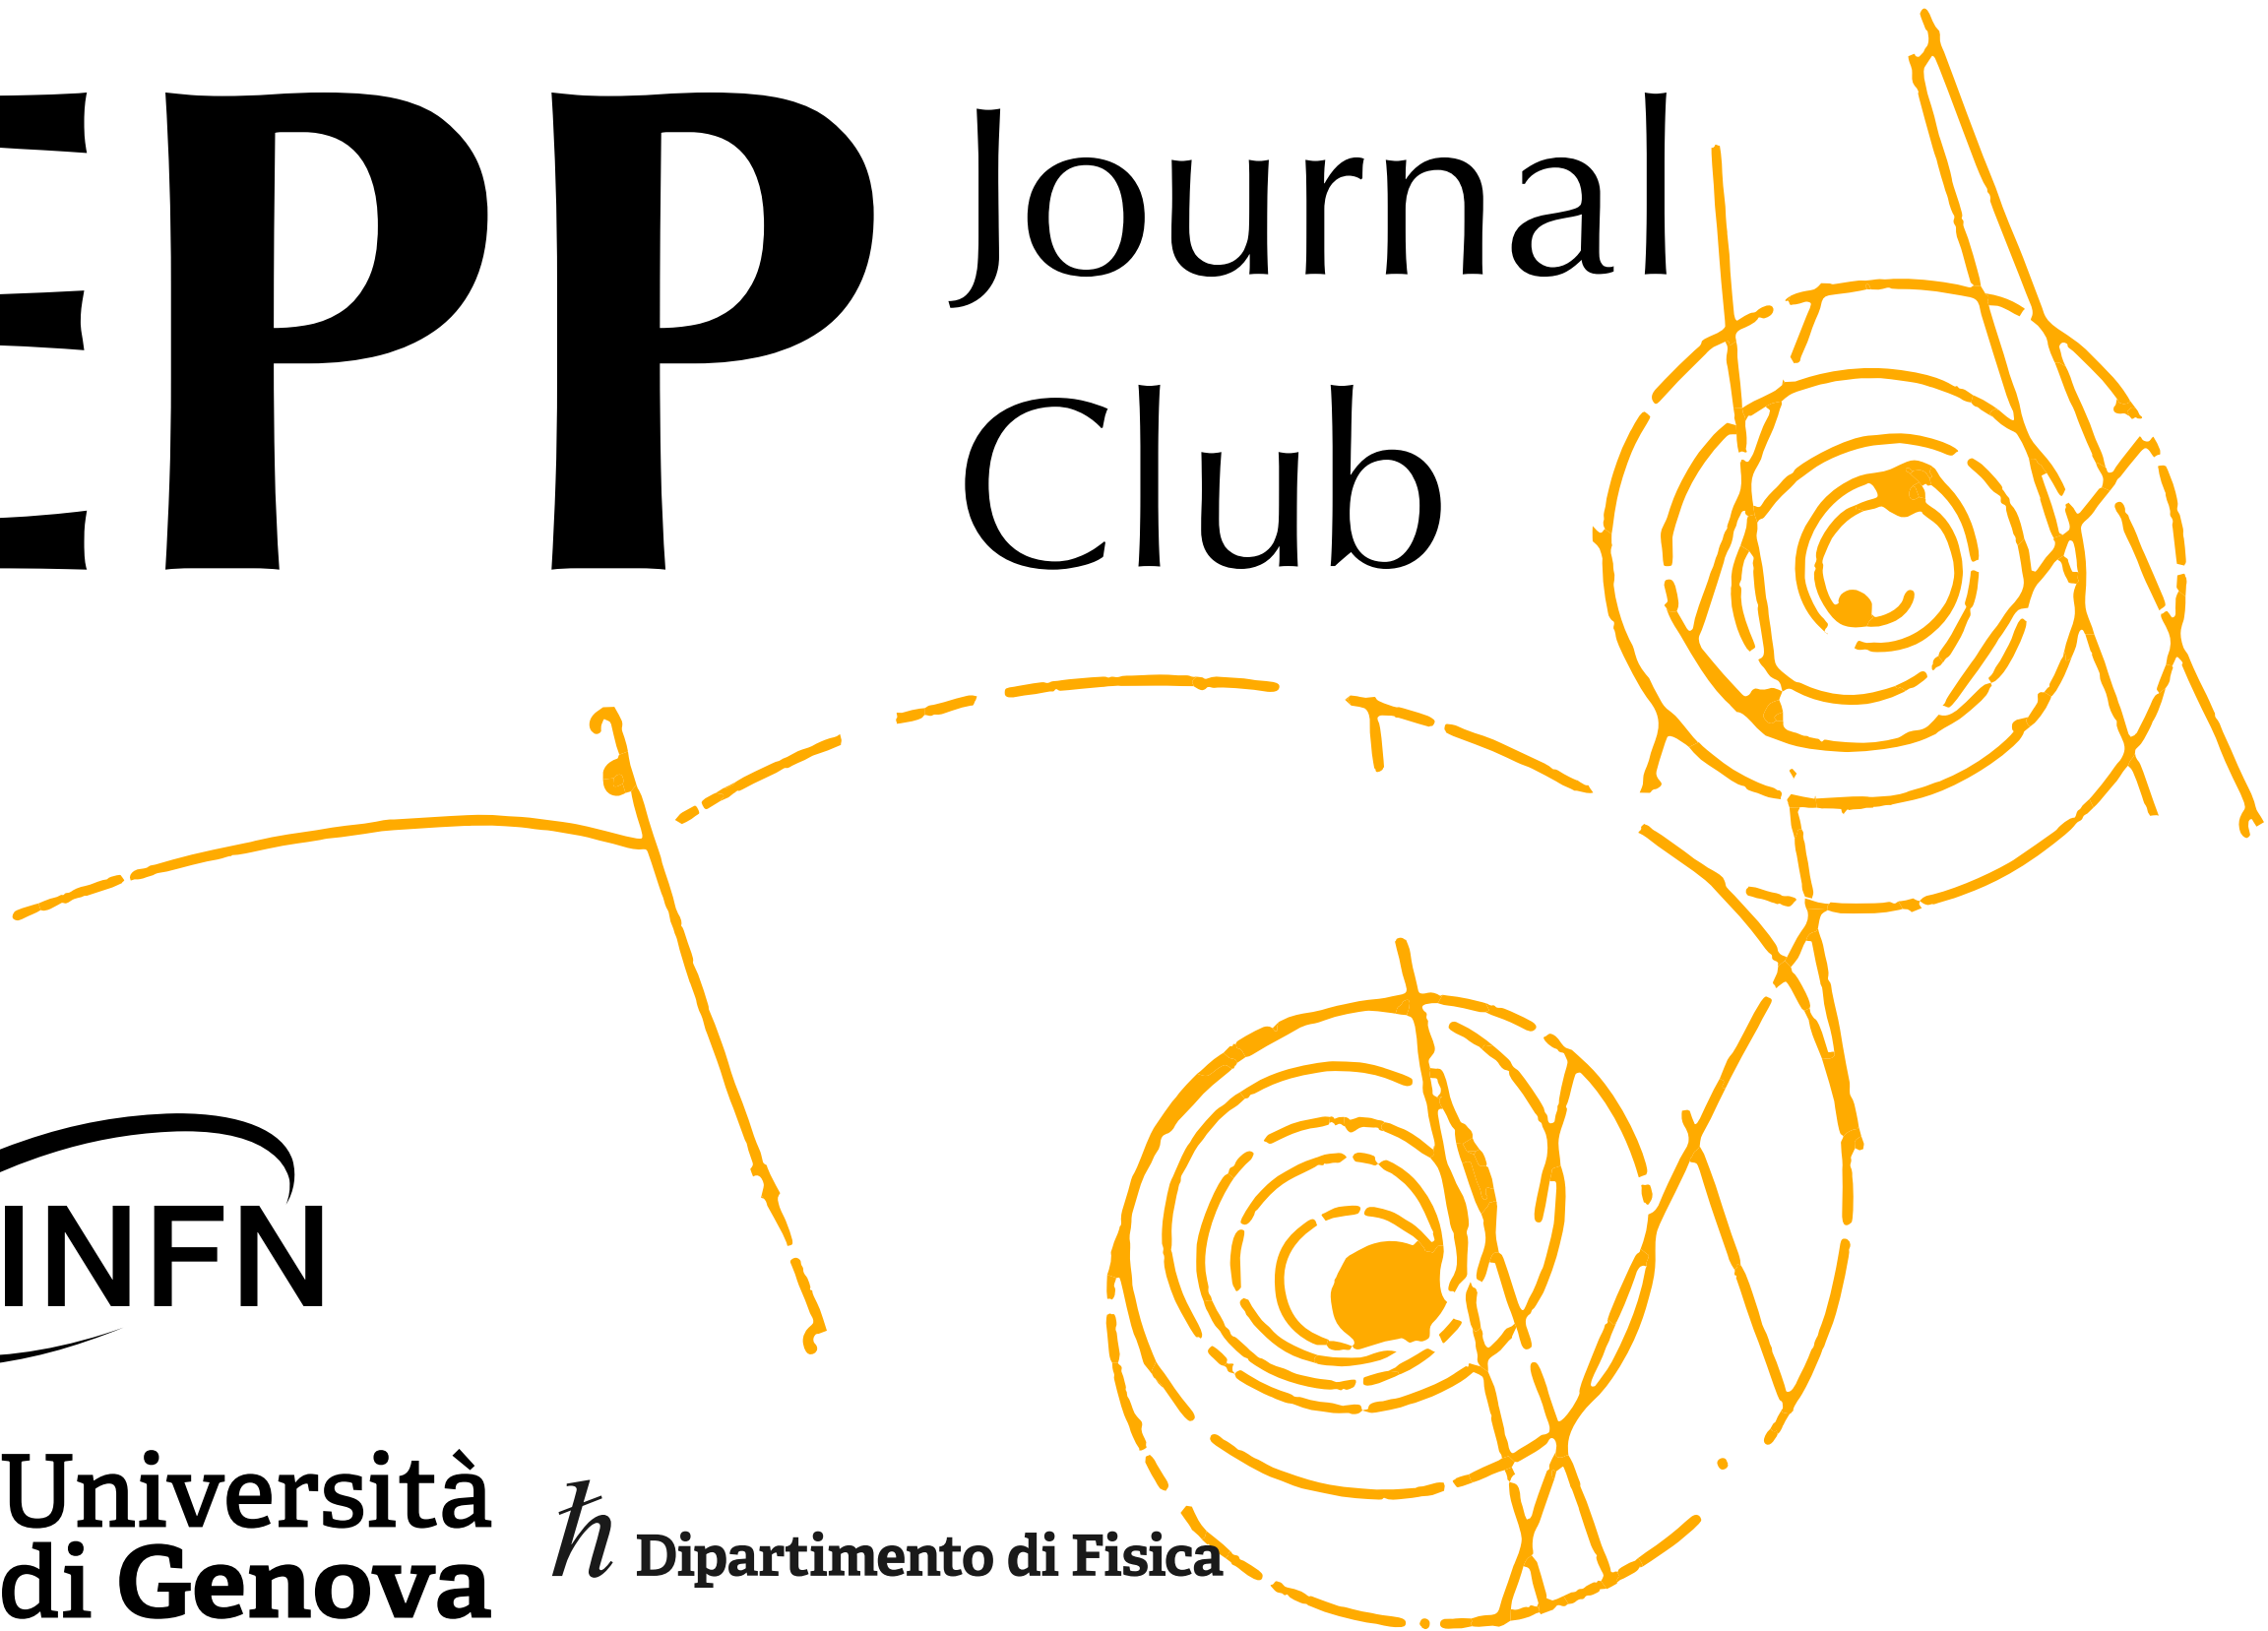 EPP Journal
Club
INFN
Università
di Genova
ℏ Dipartimento di Fisica